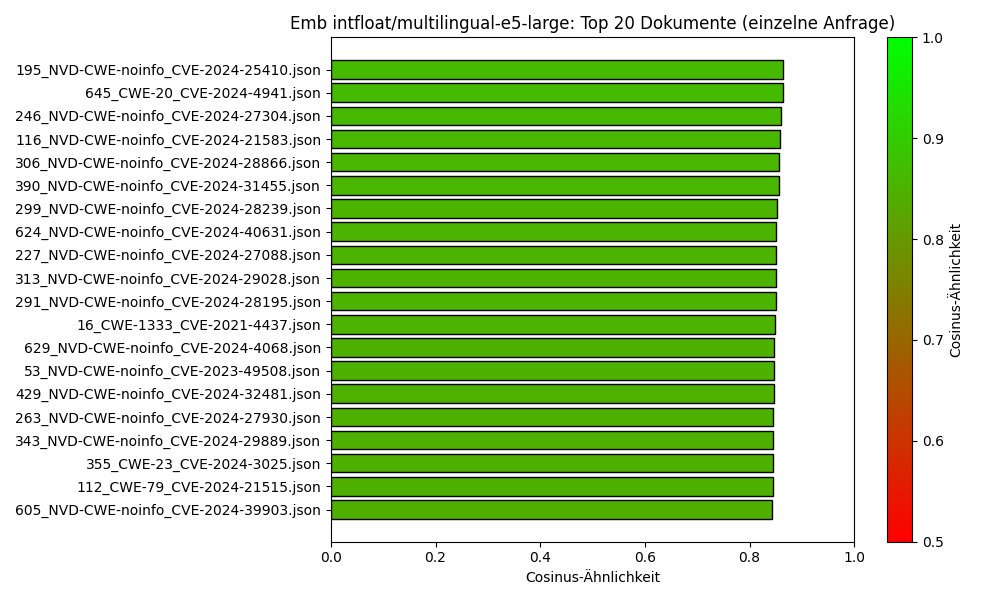 Emb intfloat/multilingual-e5-large: Top 20 Dokumente (einzelne Anfrage)
195_NVD-CWE-noinfo_CVE-2024-25410.json
645_CWE-20_CVE-2024-4941.json
246_NVD-CWE-noinfo_CVE-2024-27304.json
116_NVD-CWE-noinfo_CVE-2024-21583.json
306_NVD-CWE-noinfo_CVE-2024-28866.json
390_NVD-CWE-noinfo_CVE-2024-31455.json
299_NVD-CWE-noinfo_CVE-2024-28239.json
624_NVD-CWE-noinfo_CVE-2024-40631.json
227_NVD-CWE-noinfo_CVE-2024-27088.json
313_NVD-CWE-noinfo_CVE-2024-29028.json
291_NVD-CWE-noinfo_CVE-2024-28195.json
16_CWE-1333_CVE-2021-4437.json
629_NVD-CWE-noinfo_CVE-2024-4068.json
53_NVD-CWE-noinfo_CVE-2023-49508.json
429_NVD-CWE-noinfo_CVE-2024-32481.json
263_NVD-CWE-noinfo_CVE-2024-27930.json
343_NVD-CWE-noinfo_CVE-2024-29889.json
355_CWE-23_CVE-2024-3025.json
112_CWE-79_CVE-2024-21515.json
605_NVD-CWE-noinfo_CVE-2024-39903.json
0.0 0.2 0.4 0.6 0.8 1.0
Cosinus-Ähnlichkeit
1.0
0.9
0.8
0.7
0.6
0.5
Cosinus-Ähnlichkeit